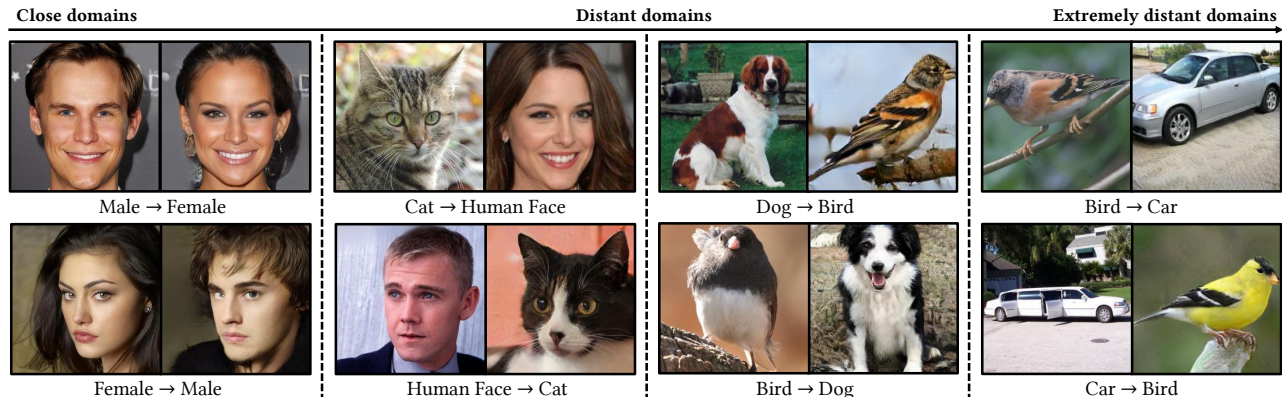 Close domains
Distant domains
Extremely distant domains
Male → Female
Cat → Human Face
Dog → Bird
Bird → Car
Female → Male
Human Face → Cat
Bird → Dog
Car → Bird